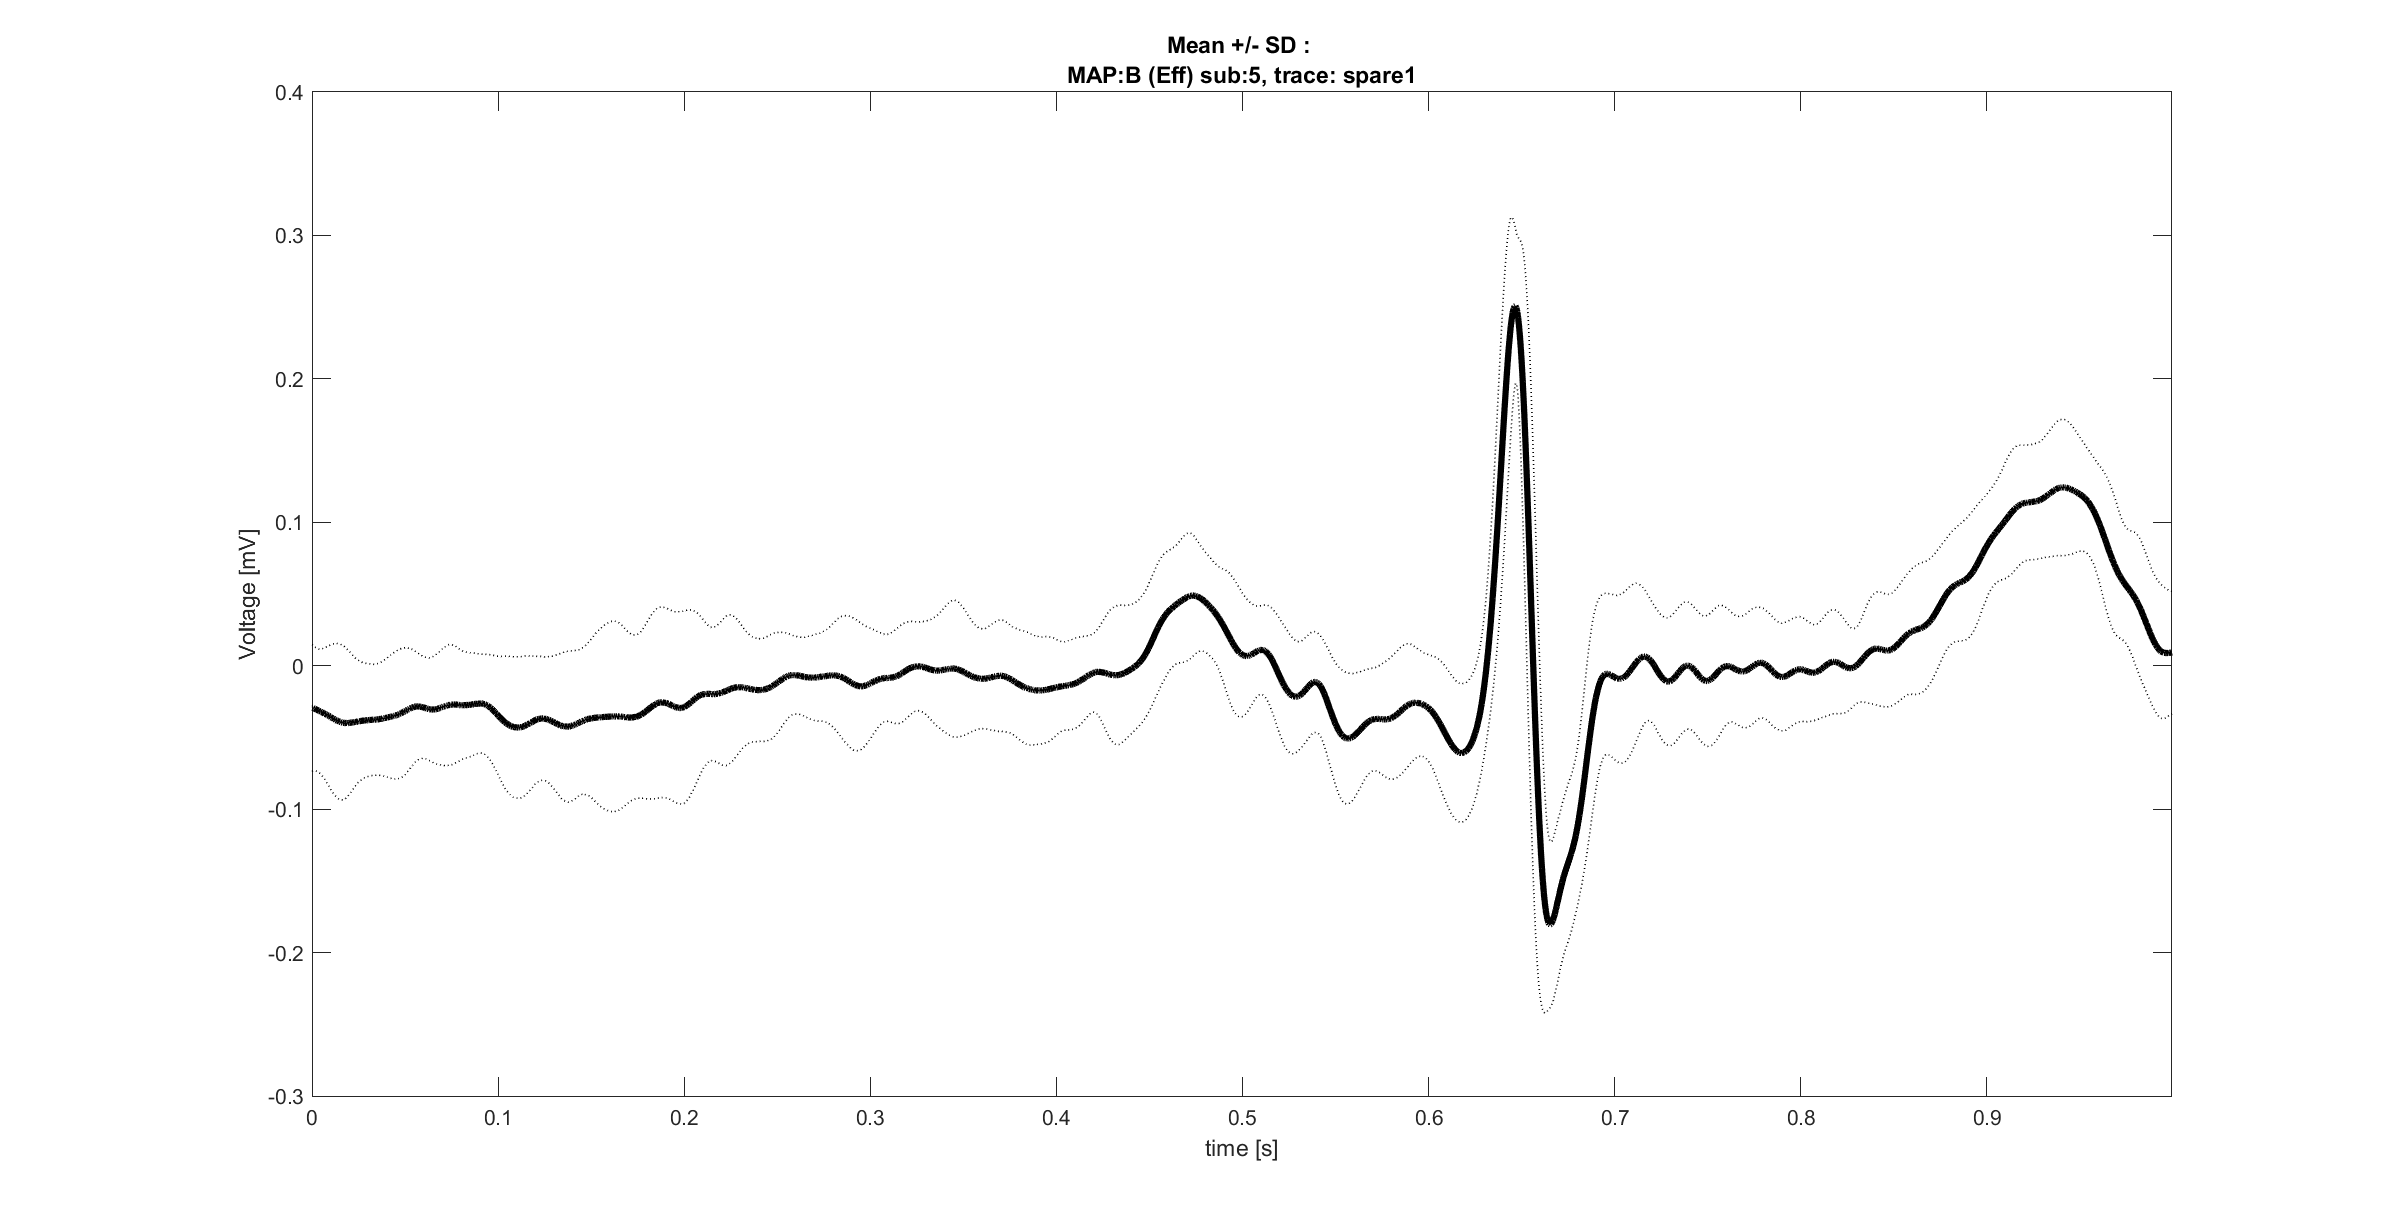 Mean +/- SD :
MAP:B (Eff) sub:5, trace: spare1
0.4
0.3
0.2
0.1
0
-0.1
-0.2
-0.3
Voltage [mV]
0 0.1 0.2 0.3 0.4 0.5 0.6 0.7 0.8 0.9
time [s]